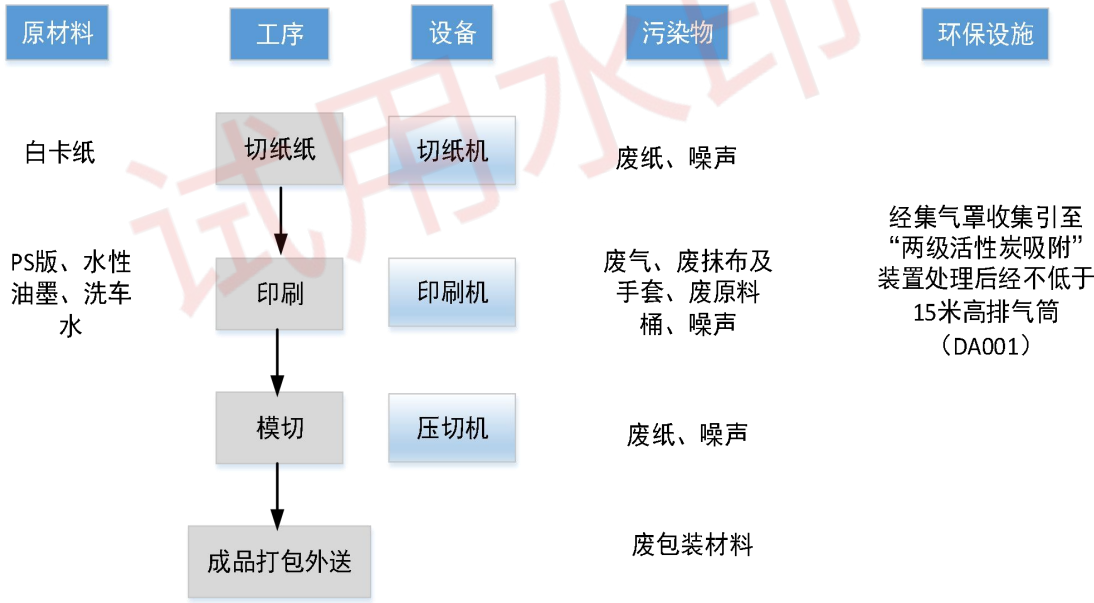 原材料
工序
设备
污染物
环保设施
白卡纸
切纸纸
切纸机
废纸、噪声
PS版、水性
油墨、洗车
水
印刷
印刷机
废气、废抹布及
手套、废原料
桶、噪声
经集气罩收集引至
“两级活性炭吸附”
装置处理后经不低于
15米高排气筒
（DA001）
模切
压切机
废纸、噪声
成品打包外送
废包装材料
试用水印